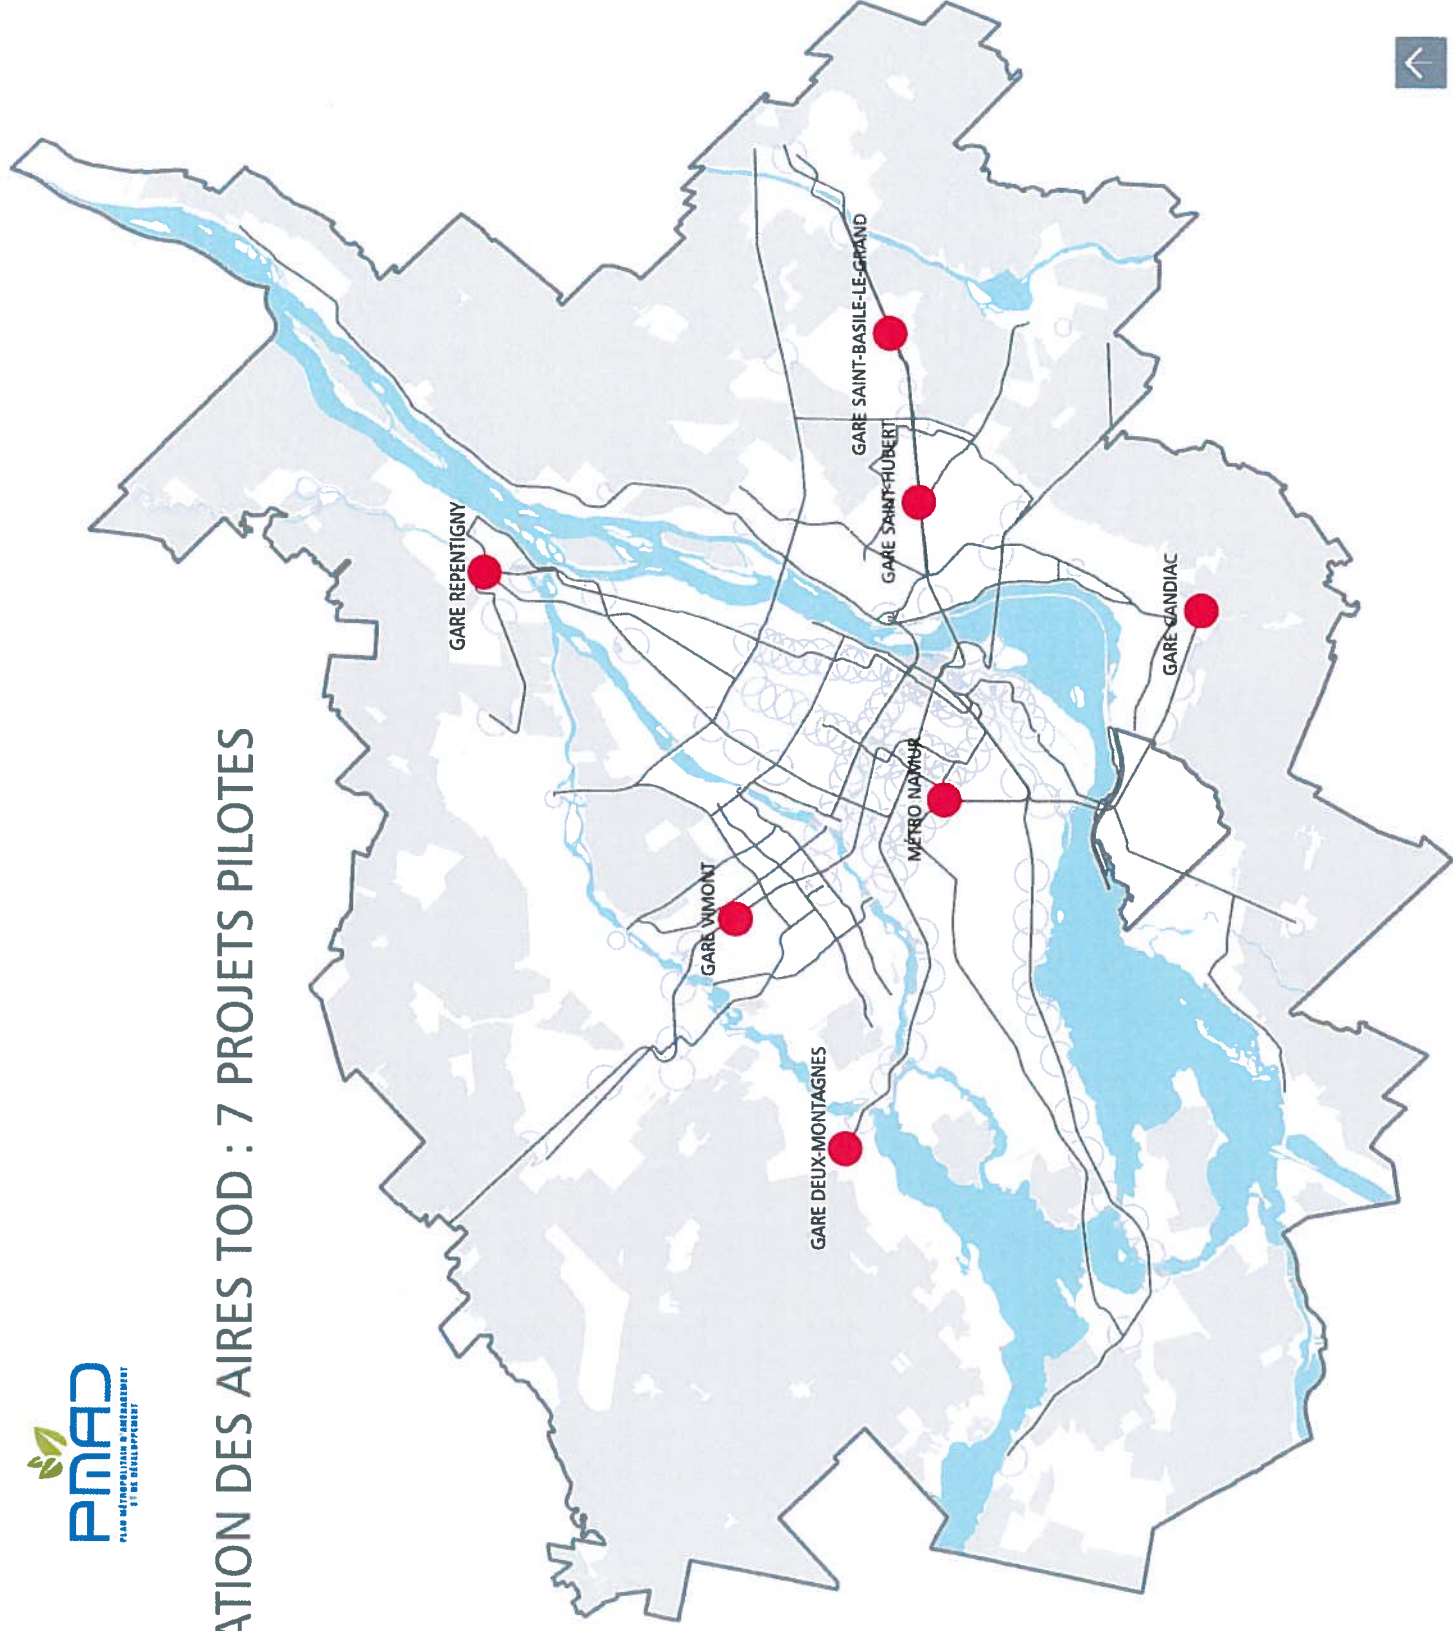 PMAD
PLAN MÉTROPOLITAIN D'AMÉNAGEMENT
ET DE DÉVELOPPEMENT
ATION DES AIRES TOD : 7 PROJETS PILOTES
GARE REPENTIGNY
GARE VIMONT
GARE DEUX-MONTAGNES
GARE SAINT-BASILE-LE-GRAND
GARE SAINT-HUBERT
MÉTRO NAMUR
GARE CANDIAC